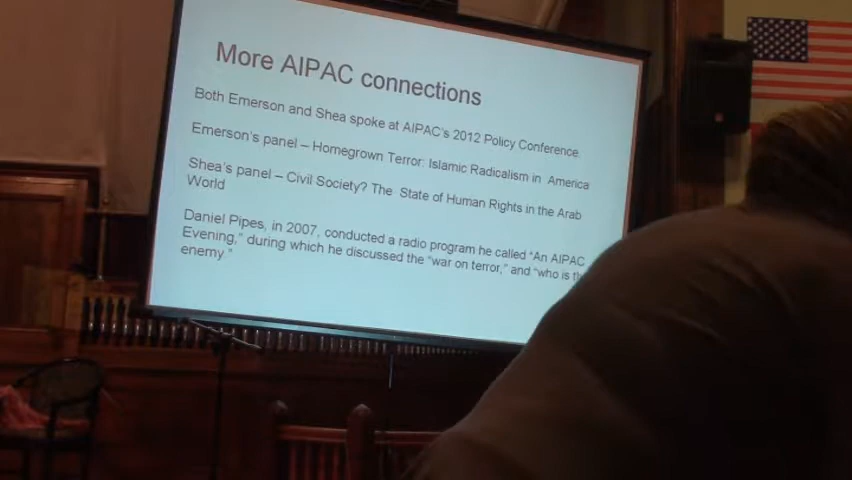 More AIPAC connections
Both Emerson and Shea spoke at AIPAC's 2012 Policy Conference
Emerson's panel – Homegrown Terror: Islamic Radicalism in America
Shea's panel – Civil Society? The State of Human Rights in the Arab
World
Daniel Pipes, in 2007, conducted a radio program he called "An AIPAC
Evening," during which he discussed the "war on terror," and "who is
enemy."